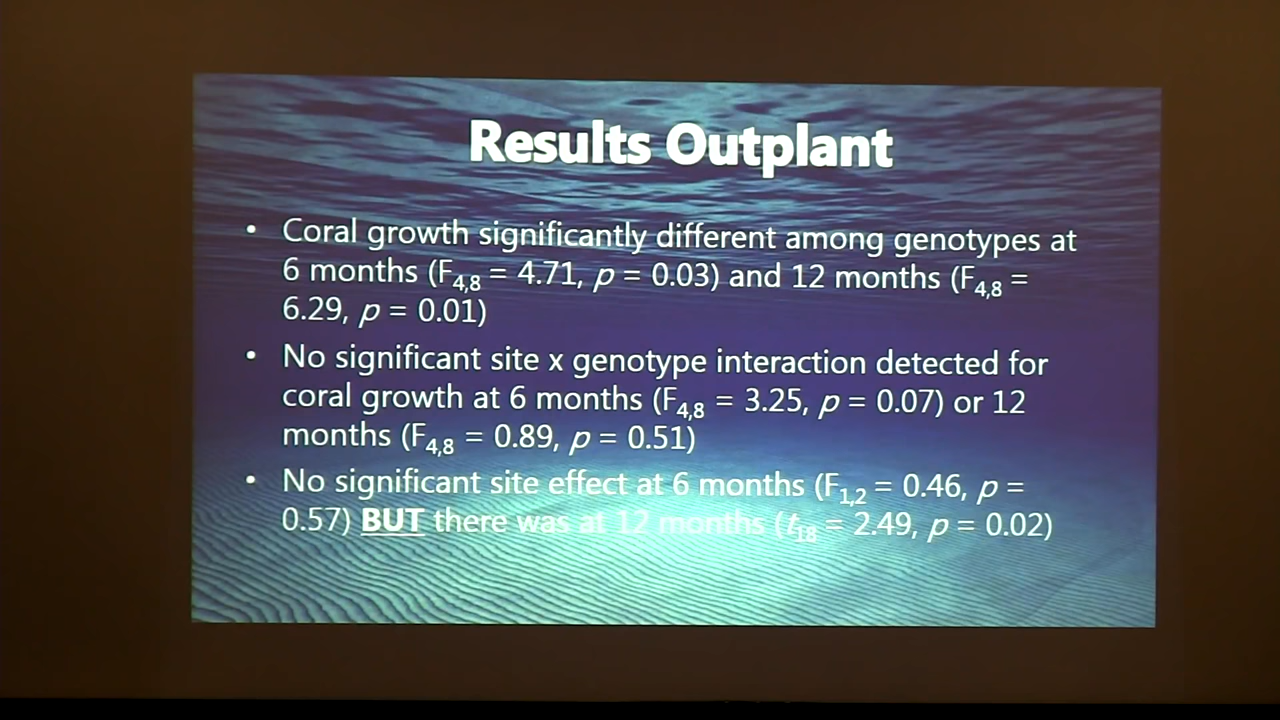 Results Outplant
• Coral growth significantly different among genotypes at
6 months (F4,8 = 4.71, p = 0.03) and 12 months (F4,8 =
6.29, p = 0.01)
• No significant site x genotype interaction detected for
coral growth at 6 months (F4,8 = 3.25, p = 0.07) or 12
months (F4,8 = 0.89, p = 0.51)
• No significant site effect at 6 months (F1,2 = 0.46, p =
0.57) BUT there was at 12 months (t18 = 2.49, p = 0.02)